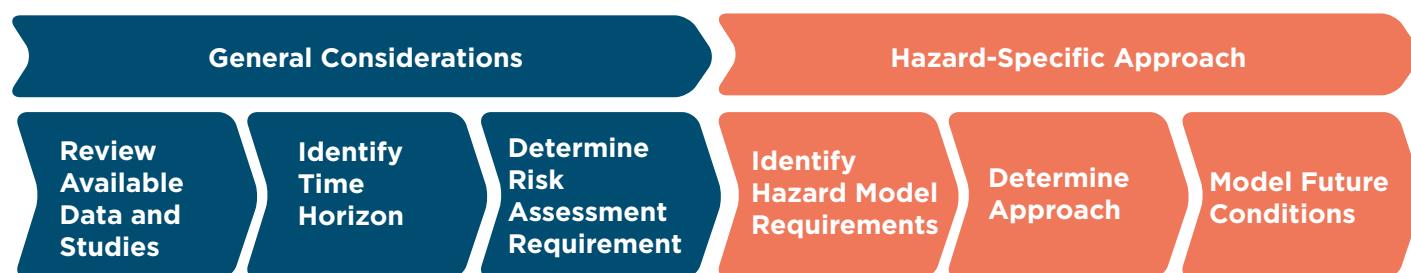 General Considerations
Hazard-Specific Approach
Review
Available
Data and
Studies
Identify
Time
Horizon
Determine
Risk
Assessment
Requirement
Identify
Hazard Model
Requirements
Determine
Approach
Model Future
Conditions